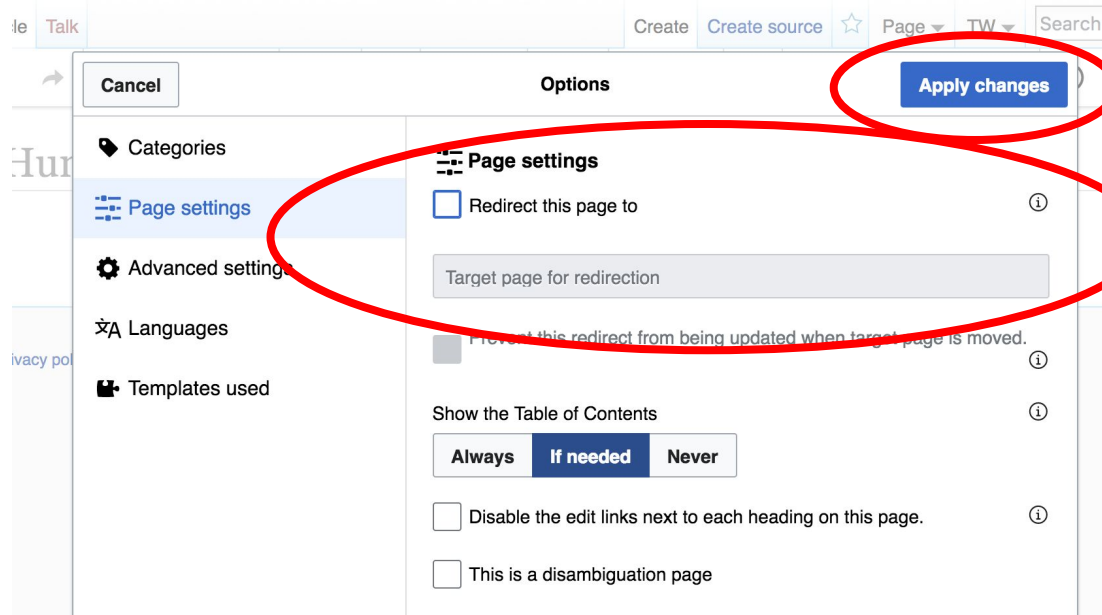 le Talk Create Create source Page TW Search
Cancel Options Apply changes
Hur
Categories
Page settings
Advanced settings
Languages
Templates used
ivacy pol
Page settings
Redirect this page to
Target page for redirection
Prevent this redirect from being updated when target page is moved.
Show the Table of Contents
Always If needed Never
Disable the edit links next to each heading on this page.
This is a disambiguation page